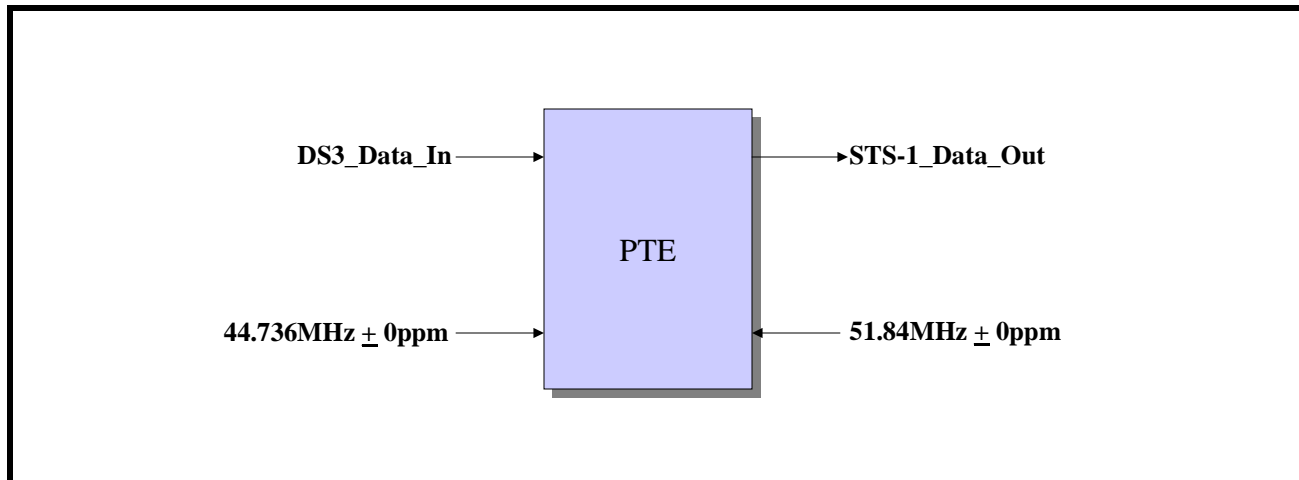 DS3_Data_In
STS-1_Data_Out
PTE
44.736MHz ± 0ppm
51.84MHz ± 0ppm